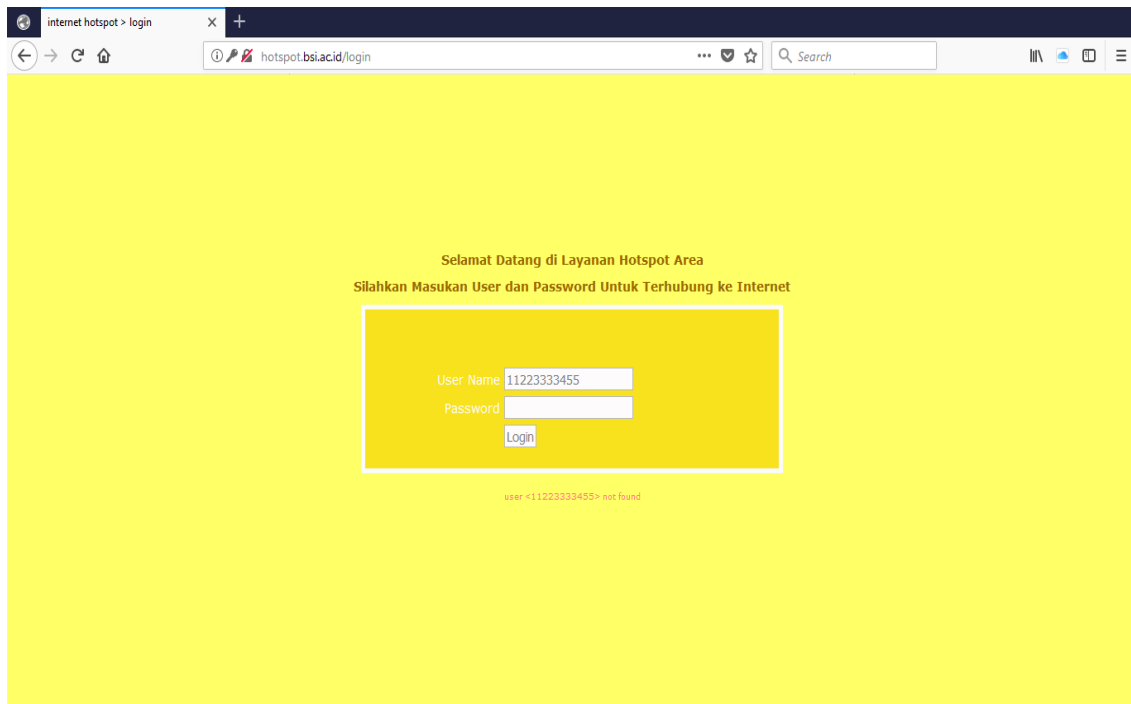 internet hotspot > login
hotspot.bsi.ac.id/login
Search
Selamat Datang di Layanan Hotspot Area
Silahkan Masukan User dan Password Untuk Terhubung ke Internet
User Name 11223333455
Password
Login
user <11223333455> not found